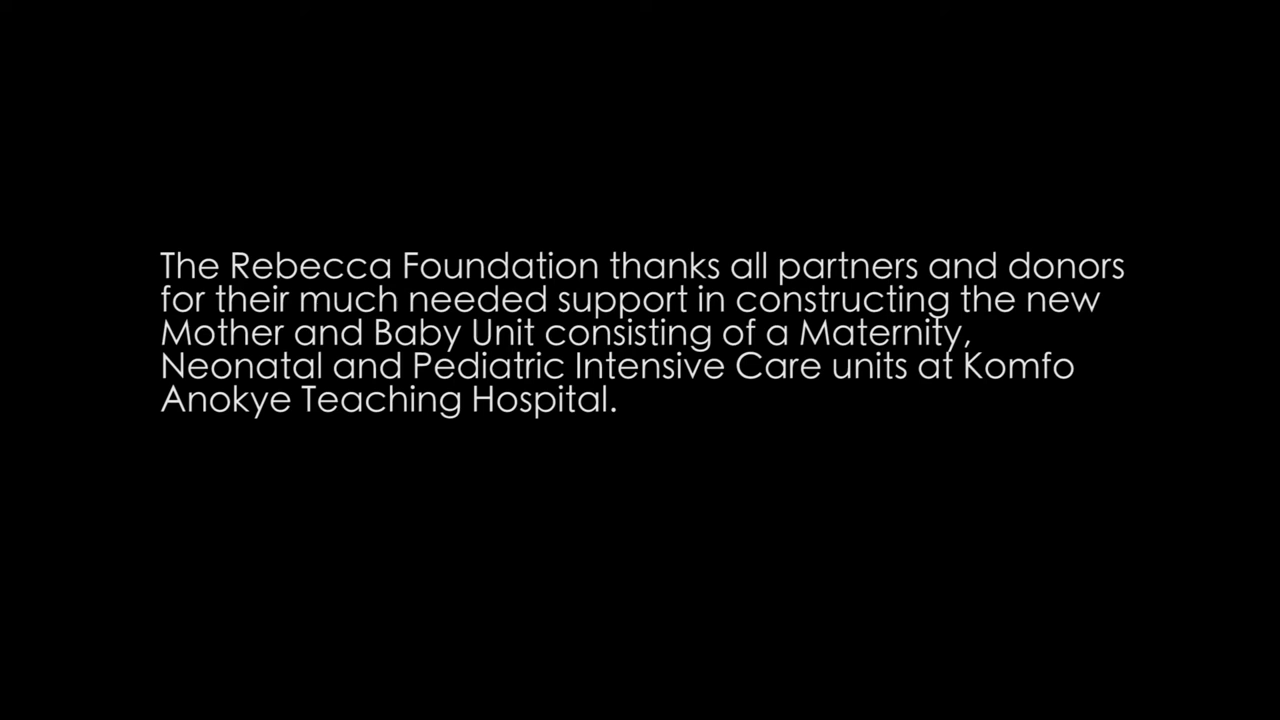 The Rebecca Foundation thanks all partners and donors
for their much needed support in constructing the new
Mother and Baby Unit consisting of a Maternity,
Neonatal and Pediatric Intensive Care units at Komfo
Anokye Teaching Hospital.